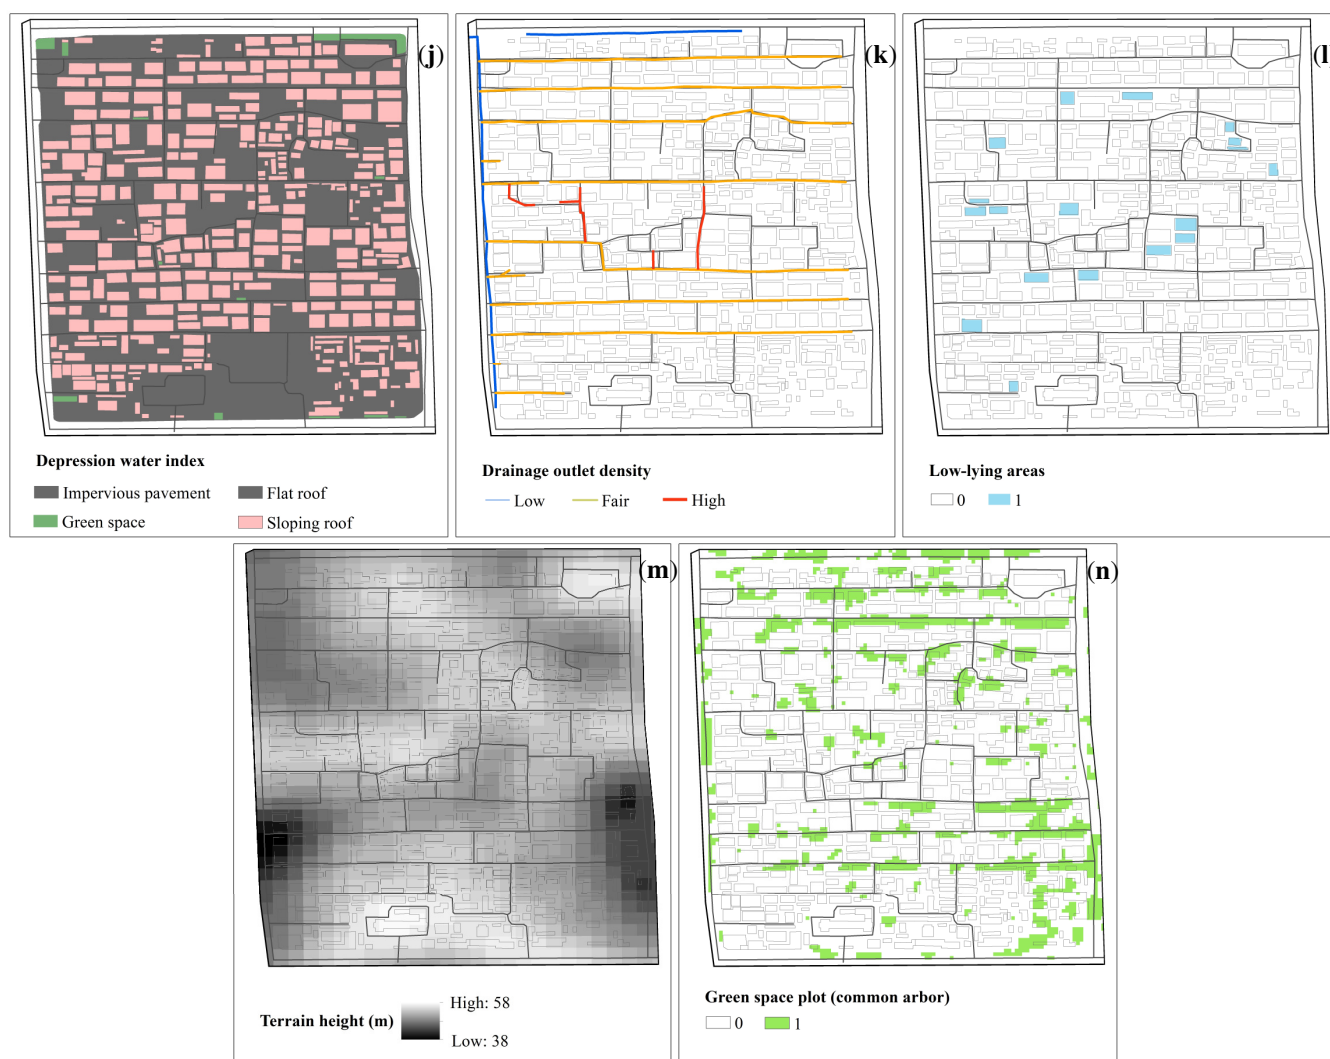 (j)
(k)
(l
Depression water index
Impervious pavement
Flat roof
Green space
Sloping roof
Drainage outlet density
Low
Fair
High
Low-lying areas
0
1
(m)
(n)
Terrain height (m)
High: 58
Low: 38
Green space plot (common arbor)
0
1